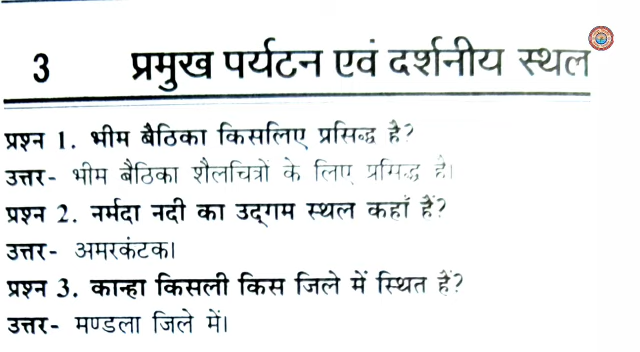 3 प्रमुख पर्यटन एवं दर्शनीय स्थल
प्रश्न 1. भीम बैठिका किसलिए प्रसिद्ध है?
उत्तर- भीम बैठिका शैलचित्रों के लिए प्रसिद्ध है।
प्रश्न 2. नर्मदा नदी का उद्‌गम स्थल कहाँ हैं?
उत्तर- अमरकंटक।
प्रश्न 3. कान्हा किसली किस जिले में स्थित हैं?
उत्तर- मण्डला जिले में।